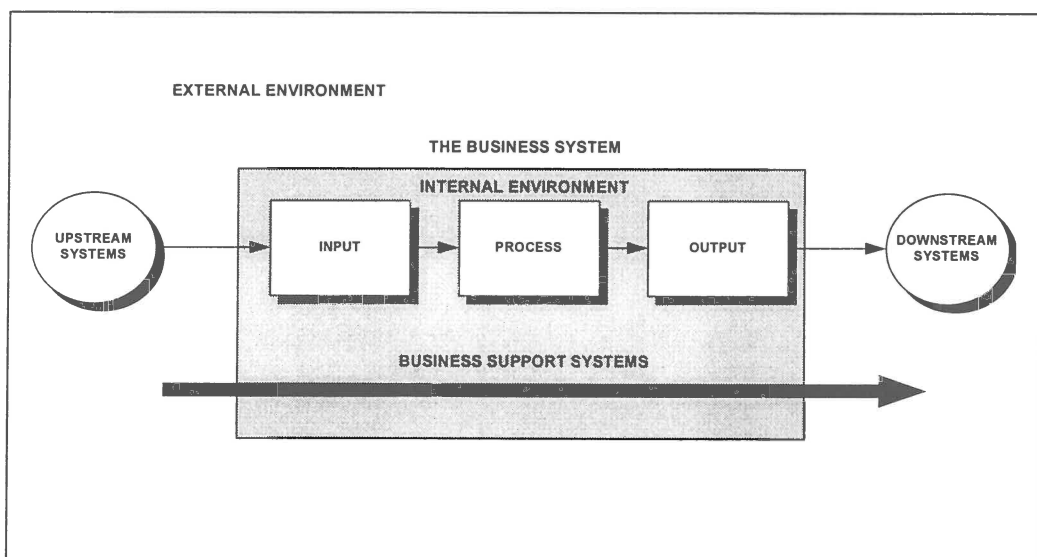 EXTERNAL ENVIRONMENT
THE BUSINESS SYSTEM
INTERNAL ENVIRONMENT
UPSTREAM
SYSTEMS
INPUT
PROCESS
OUTPUT
DOWNSTREAM
SYSTEMS
BUSINESS SUPPORT SYSTEMS